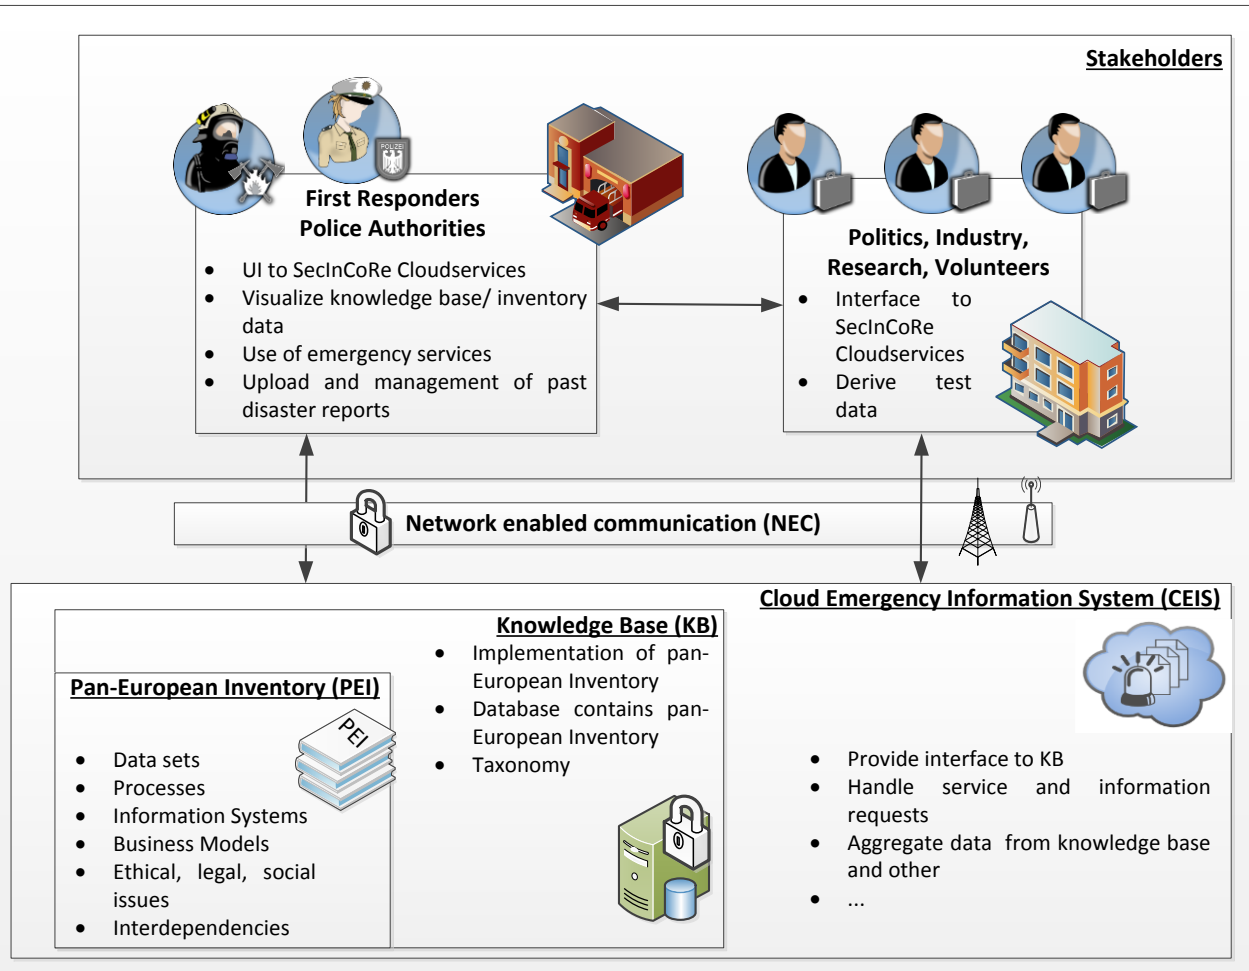 Stakeholders
POLIZEI
First Responders
Police Authorities
• UI to SecInCoRe Cloudservices
• Visualize knowledge base/ inventory
data
• Use of emergency services
• Upload and management of past
disaster reports
Politics, Industry,
Research, Volunteers
• Interface to
SecInCoRe
Cloudservices
• Derive test
data
Network enabled communication (NEC)
Cloud Emergency Information System (CEIS)
Knowledge Base (KB)
• Implementation of pan-
European Inventory
• Database contains pan-
European Inventory
• Taxonomy
Pan-European Inventory (PEI)
PEI
• Data sets
• Processes
• Information Systems
• Business Models
• Ethical, legal, social
issues
• Interdependencies
• Provide interface to KB
• Handle service and information
requests
• Aggregate data from knowledge base
and other
• ...